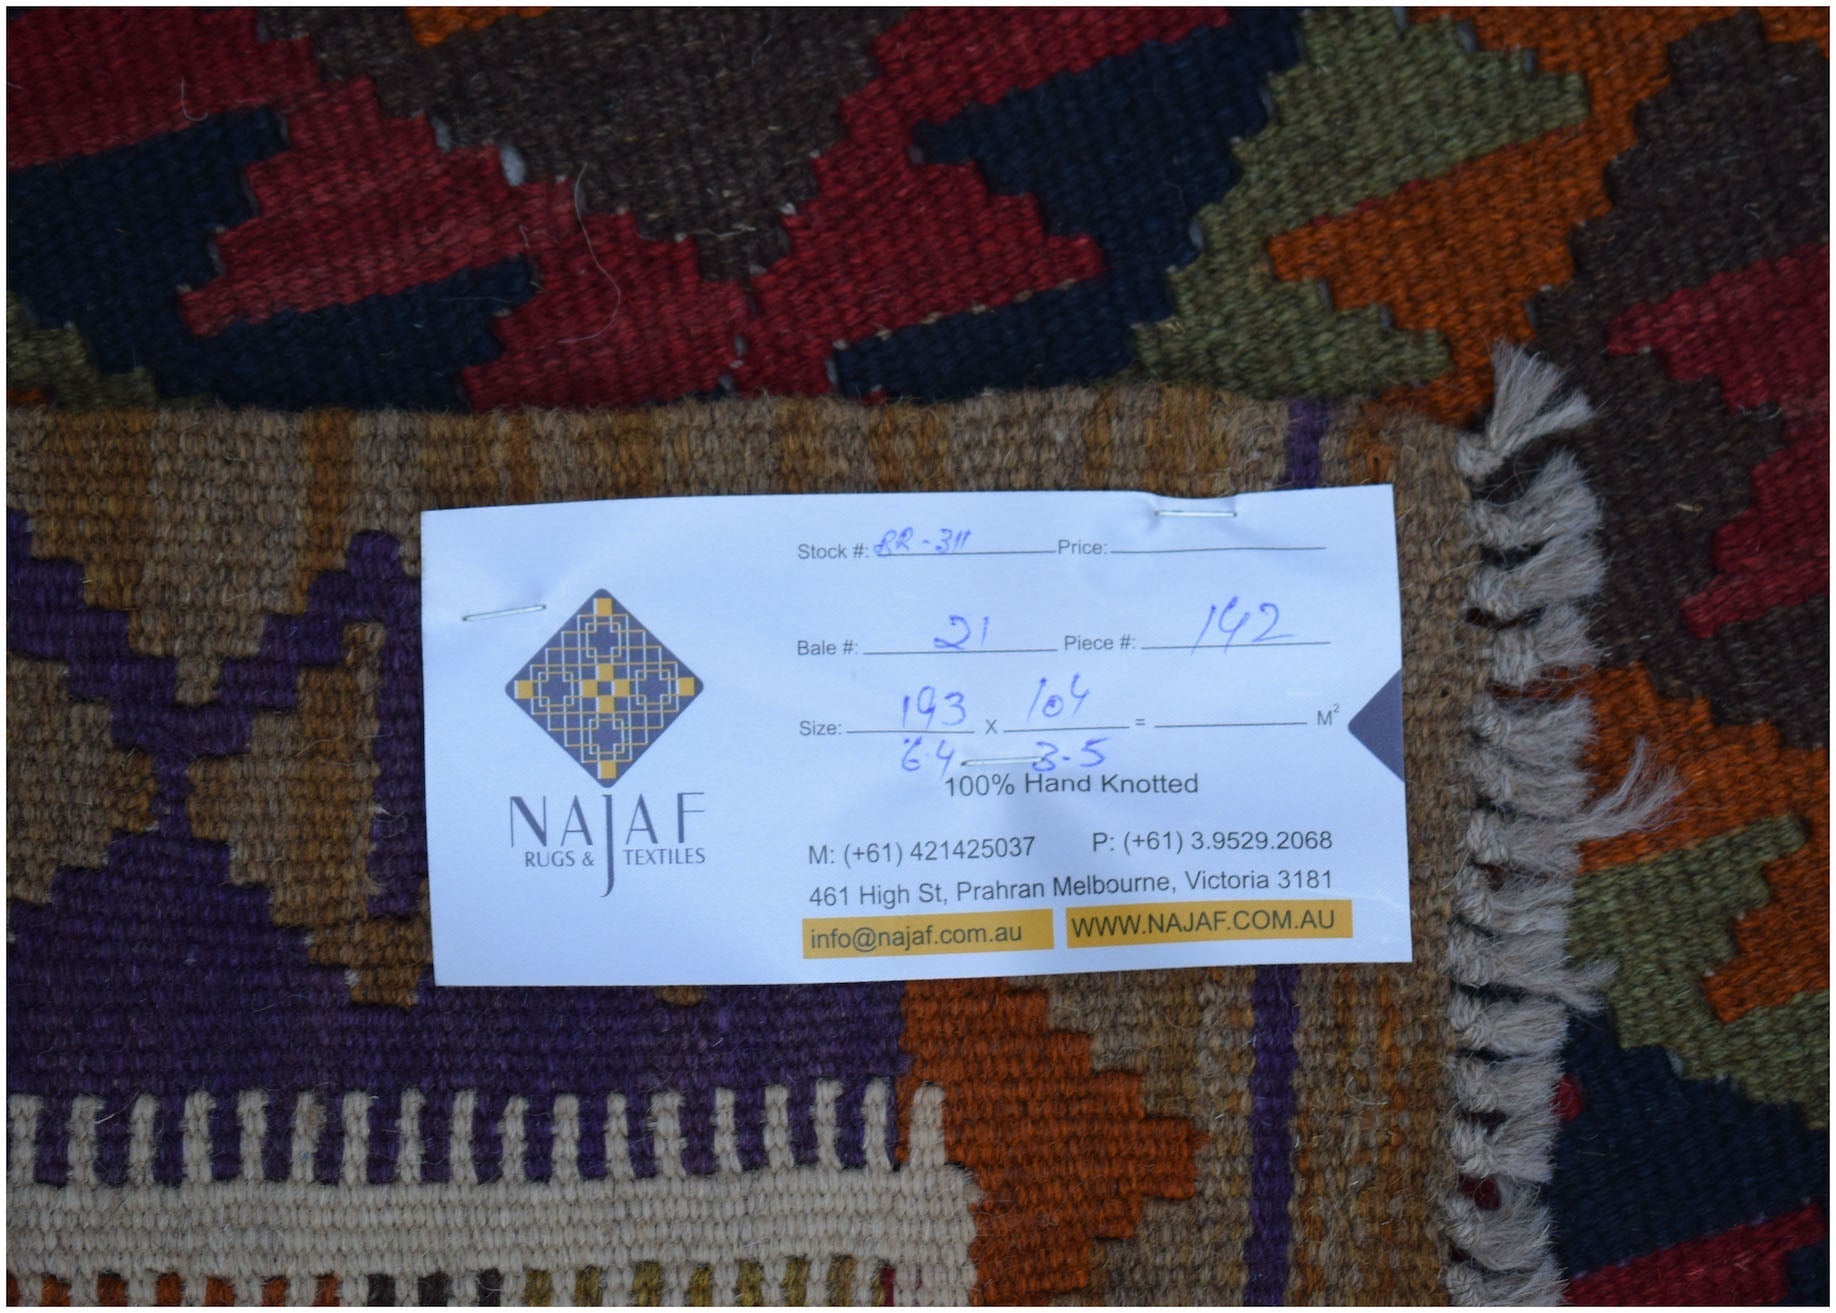 Stock #: BR-311 Price:
Bale #: 21 Piece #: 142
Size: 193 X 104 = M²
6.4 3-5
100% Hand Knotted
NAJAF
RUGS & TEXTILES
M: (+61) 421425037 P: (+61) 3.9529.2068
461 High St, Prahran Melbourne, Victoria 3181
info@najaf.com.au WWW.NAJAF.COM.AU